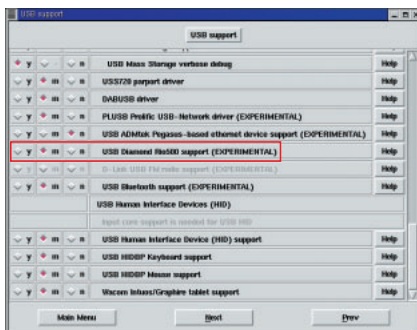 USB support
USB support
y - n USB Mass Storage verbose debug Help
y m n USS720 parport driver Help
y m n DABUSB driver Help
y m n PLUSB Prolific USB-Network driver (EXPERIMENTAL) Help
y m n USB ADMtek Pegasus-based ethernet device support (EXPERIMENTAL) Help
y m n USB Diamond Rio500 support (EXPERIMENTAL) Help
y m n D-Link USB FM radio support (EXPERIMENTAL) Help
y m n USB Bluetooth support (EXPERIMENTAL) Help
USB Human Interface Devices (HID)
Input core support is needed for USB HID
y m n USB Human Interface Device (HID) support Help
y m n USB HIDBP Keyboard support Help
y m n USB HIDBP Mouse support Help
y m n Wacom Intuos/Graphire tablet support Help
Main Menu Next Prev